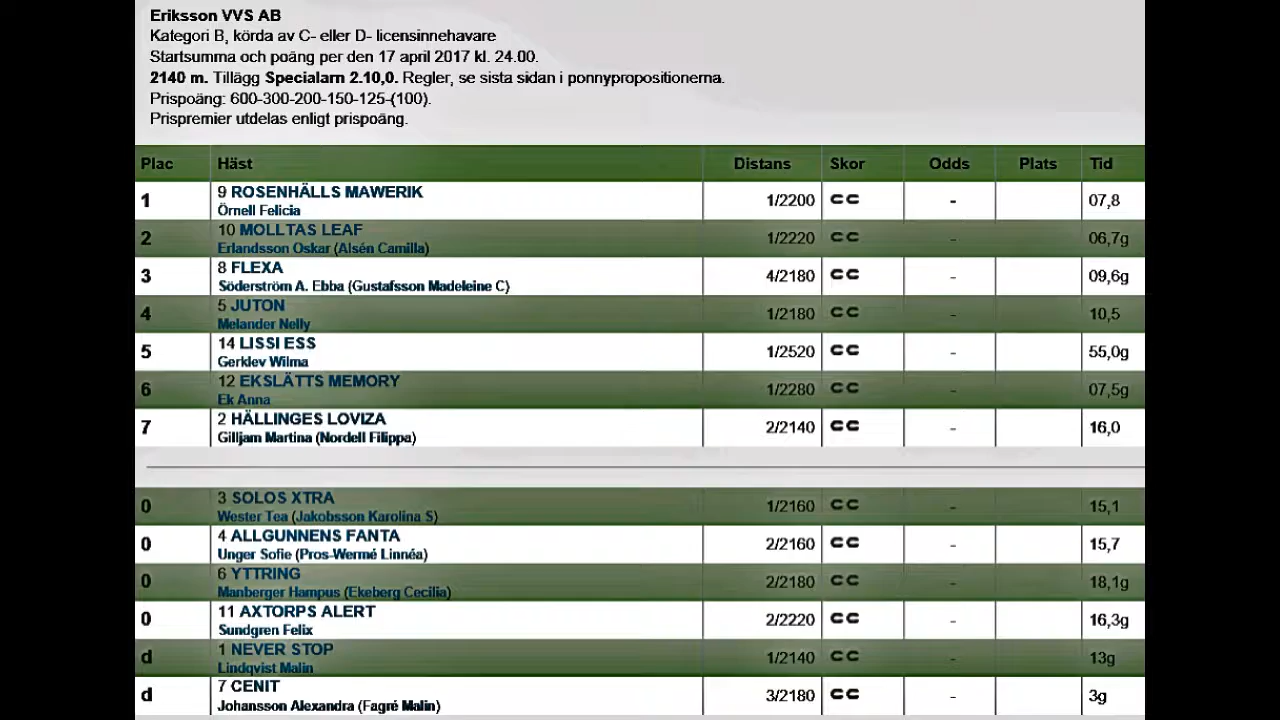 Eriksson VVS AB
Kategori B, körda av C- eller D- licensinnehavare
Startsumma och poäng per den 17 april 2017 kl. 24.00.
2140 m. Tillägg Specialarn 2.10,0. Regler, se sista sidan i ponnypropositionerna.
Prispoäng: 600-300-200-150-125-(100).
Prispremier utdelas enligt prispoäng.
Plac Häst Distans Skor Odds Plats Tid
1 9 ROSENHÄLLS MAWERIK 1/2200 C C - 07,8
Örnell Felicia
2 10 MOLLTAS LEAF 1/2220 C C - 06,7g
Erlandsson Oskar (Alsén Camilla)
3 8 FLEXA 4/2180 C C - 09,6g
Söderström A. Ebba (Gustafsson Madeleine C)
4 5 JUTON 1/2180 C C - 10,5
Melander Nelly
5 14 LISSI ESS 1/2520 C C - 55,0g
Gerklev Wilma
6 12 EKSLÄTTS MEMORY 1/2280 C C - 07,5g
Ek Anna
7 2 HÄLLINGES LOVIZA 2/2140 C C - 16,0
Gilljam Martina (Nordell Filippa)
0 3 SOLOS XTRA 1/2160 C C - 15,1
Wester Tea (Jakobsson Karolina S)
0 4 ALLGUNNENS FANTA 2/2160 C C - 15,7
Unger Sofie (Pros-Wermé Linnéa)
0 6 YTTRING 2/2180 C C - 18,1g
Manberger Hampus (Ekeberg Cecilia)
0 11 AXTORPS ALERT 2/2220 C C - 16,3g
Sundgren Felix
d 1 NEVER STOP 1/2140 C C - 13g
Lindqvist Malin
d 7 CENIT 3/2180 C C - 3g
Johansson Alexandra (Fagré Malin)